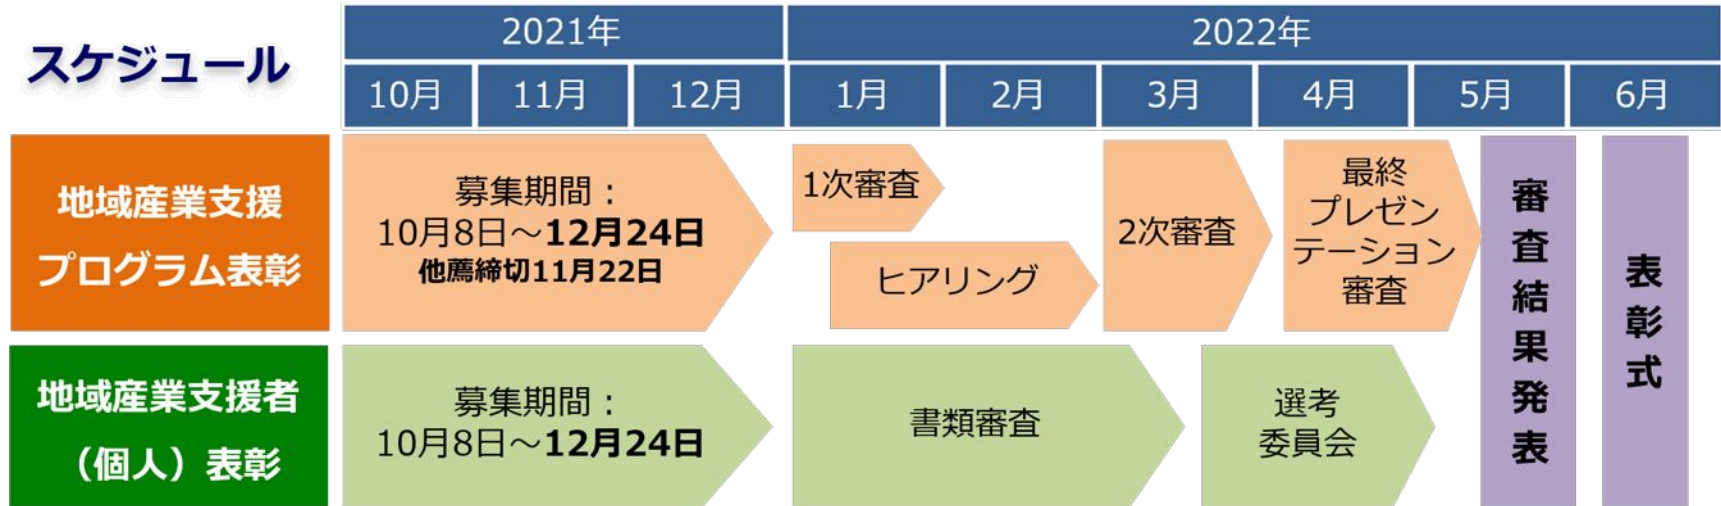 スケジュール
2021年
2022年
10月
11月
12月
1月
2月
3月
4月
5月
6月
地域産業支援
プログラム表彰
募集期間：
10月8日～12月24日
他薦締切11月22日
1次審査
ヒアリング
2次審査
最終
プレゼン
テーション
審査
地域産業支援者
（個人）表彰
募集期間：
10月8日～12月24日
書類審査
選考
委員会
審査結果発表
表彰式